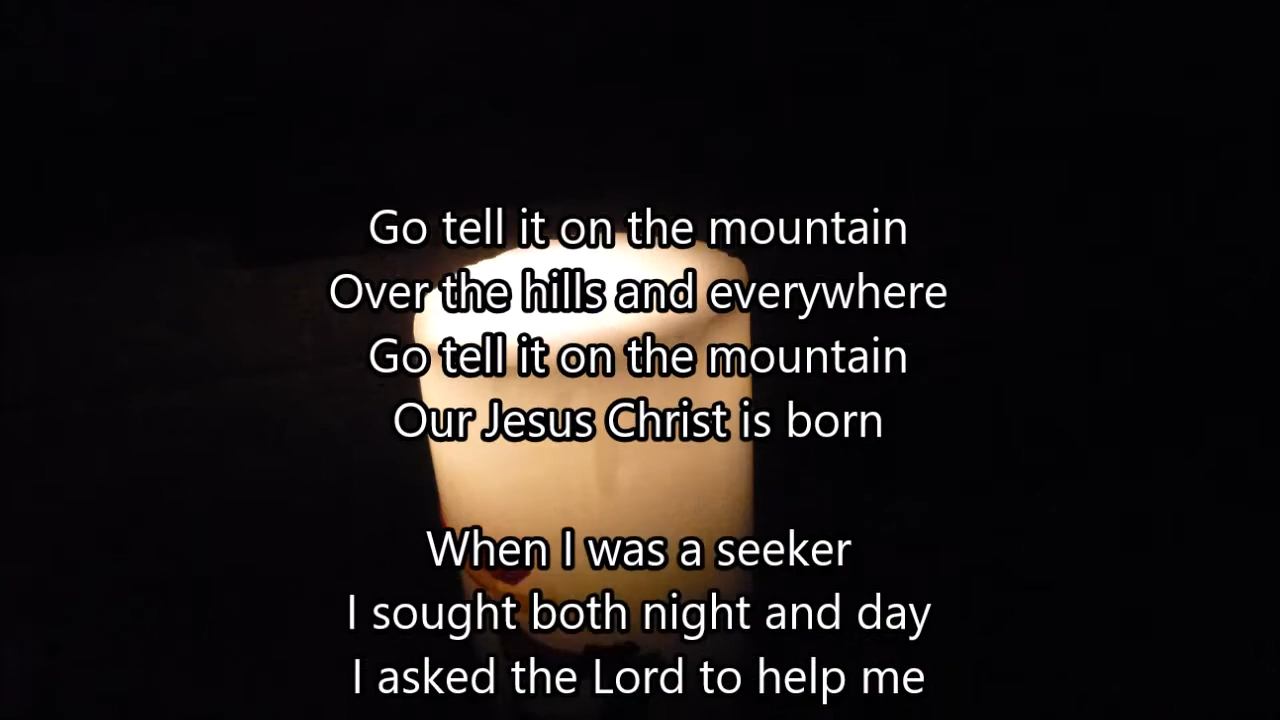 Go tell it on the mountain
Over the hills and everywhere
Go tell it on the mountain
Our Jesus Christ is born
When I was a seeker
I sought both night and day
I asked the Lord to help me